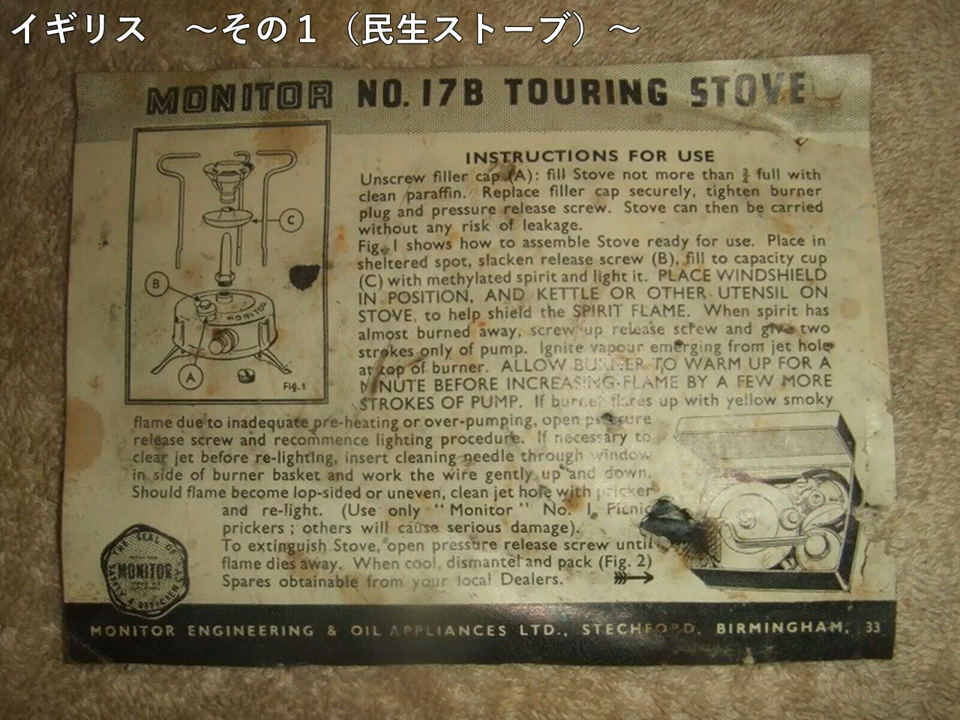 イギリス　～その１（民生ストーブ）～
MONITOR NO. 17B TOURING STOVE
INSTRUCTIONS FOR USE
Unscrew filler cap (A): fill Stove not more than ¾ full with
clean paraffin. Replace filler cap securely, tighten burner
plug and pressure release screw. Stove can then be carried
without any risk of leakage.
Fig. 1 shows how to assemble Stove ready for use. Place in
sheltered spot, slacken release screw (B), fill to capacity cup
(C) with methylated spirit and light it. PLACE WINDSHIELD
IN POSITION, AND KETTLE OR OTHER UTENSIL ON
STOVE, to help shield the SPIRIT FLAME. When spirit has
almost burned away, screw up release screw and give two
strokes only of pump. Ignite vapour emerging from jet hole
at top of burner. ALLOW BURNER TO WARM UP FOR A
MINUTE BEFORE INCREASING FLAME BY A FEW MORE
STROKES OF PUMP. If burner flares up with yellow smoky
flame due to inadequate pre-heating or over-pumping, open pressure
release screw and recommence lighting procedure. If necessary to
clear jet before re-lighting, insert cleaning needle through window
in side of burner basket and work the wire gently up and down.
Should flame become lop-sided or uneven, clean jet hole with pricker
and re-light. (Use only "Monitor" No. 1 Picnic
prickers; others will cause serious damage).
To extinguish Stove, open pressure release screw until
flame dies away. When cool, dismantel and pack (Fig. 2)
Spares obtainable from your local Dealers.
C
B
MONITOR
A
Fig. 1
THE SEAL OF
MONITOR
MONITOR ENGINEERING & OIL APPLIANCES LTD., STECHFORD, BIRMINGHAM, 33